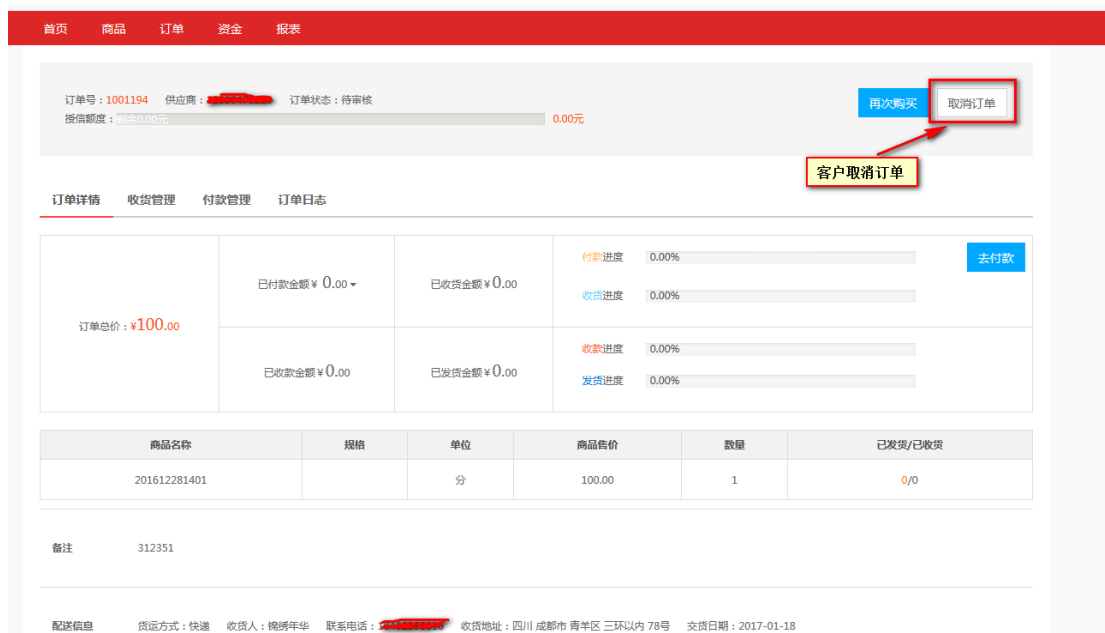 首页 商品 订单 资金 报表
订单号：1001194 供应商： 订单状态：待审核
授信额度：剩余0.00元 0.00元
再次购买 取消订单
客户取消订单
订单详情 收货管理 付款管理 订单日志
订单总价：¥100.00
已付款金额¥ 0.00 已收货金额¥0.00
已收款金额¥0.00 已发货金额¥0.00
付款进度 0.00%
去付款
收货进度 0.00%
收款进度 0.00%
发货进度 0.00%
商品名称 规格 单位 商品售价 数量 已发货/已收货
201612281401 分 100.00 1 0/0
备注 312351
配送信息 货运方式：快递 收货人：锦绣年华 联系电话： 收货地址：四川 成都市 青羊区 三环以内 78号 交货日期：2017-01-18